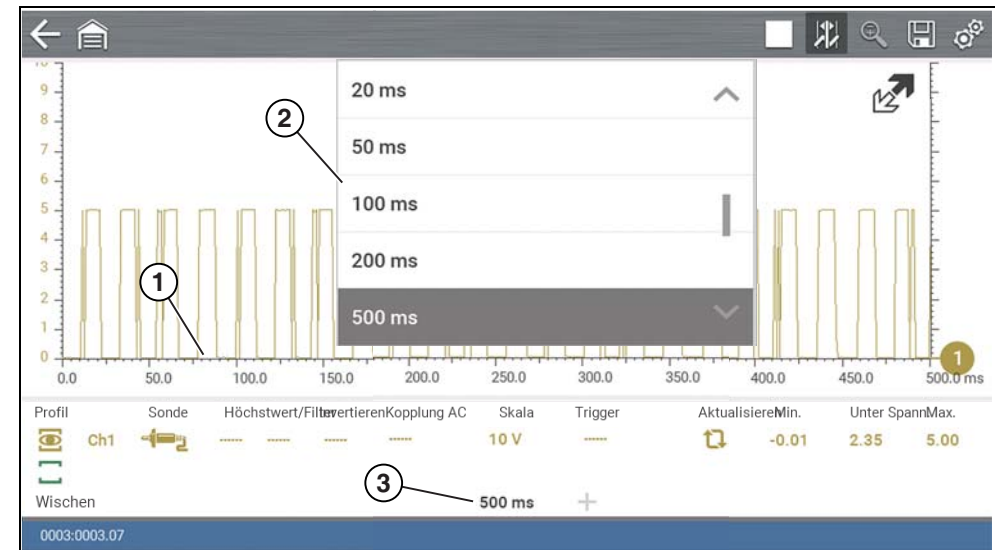 20 ms
50 ms
100 ms
200 ms
500 ms
2
1
9
8
7
6
5
4
3
2
1
0
1
0.0 50.0 100.0 150.0 200.0 250.0 300.0 350.0 400.0 450.0 500.0 ms
Profil Sonde Höchstwert/Filter Invertieren Kopplung AC Skala Trigger Aktualisieren Min. Unter Spann Max.
Ch1 ------ ------ ------ ------ 10 V ------ -0.01 2.35 5.00
3
Wischen 500 ms +
0003:0003.07